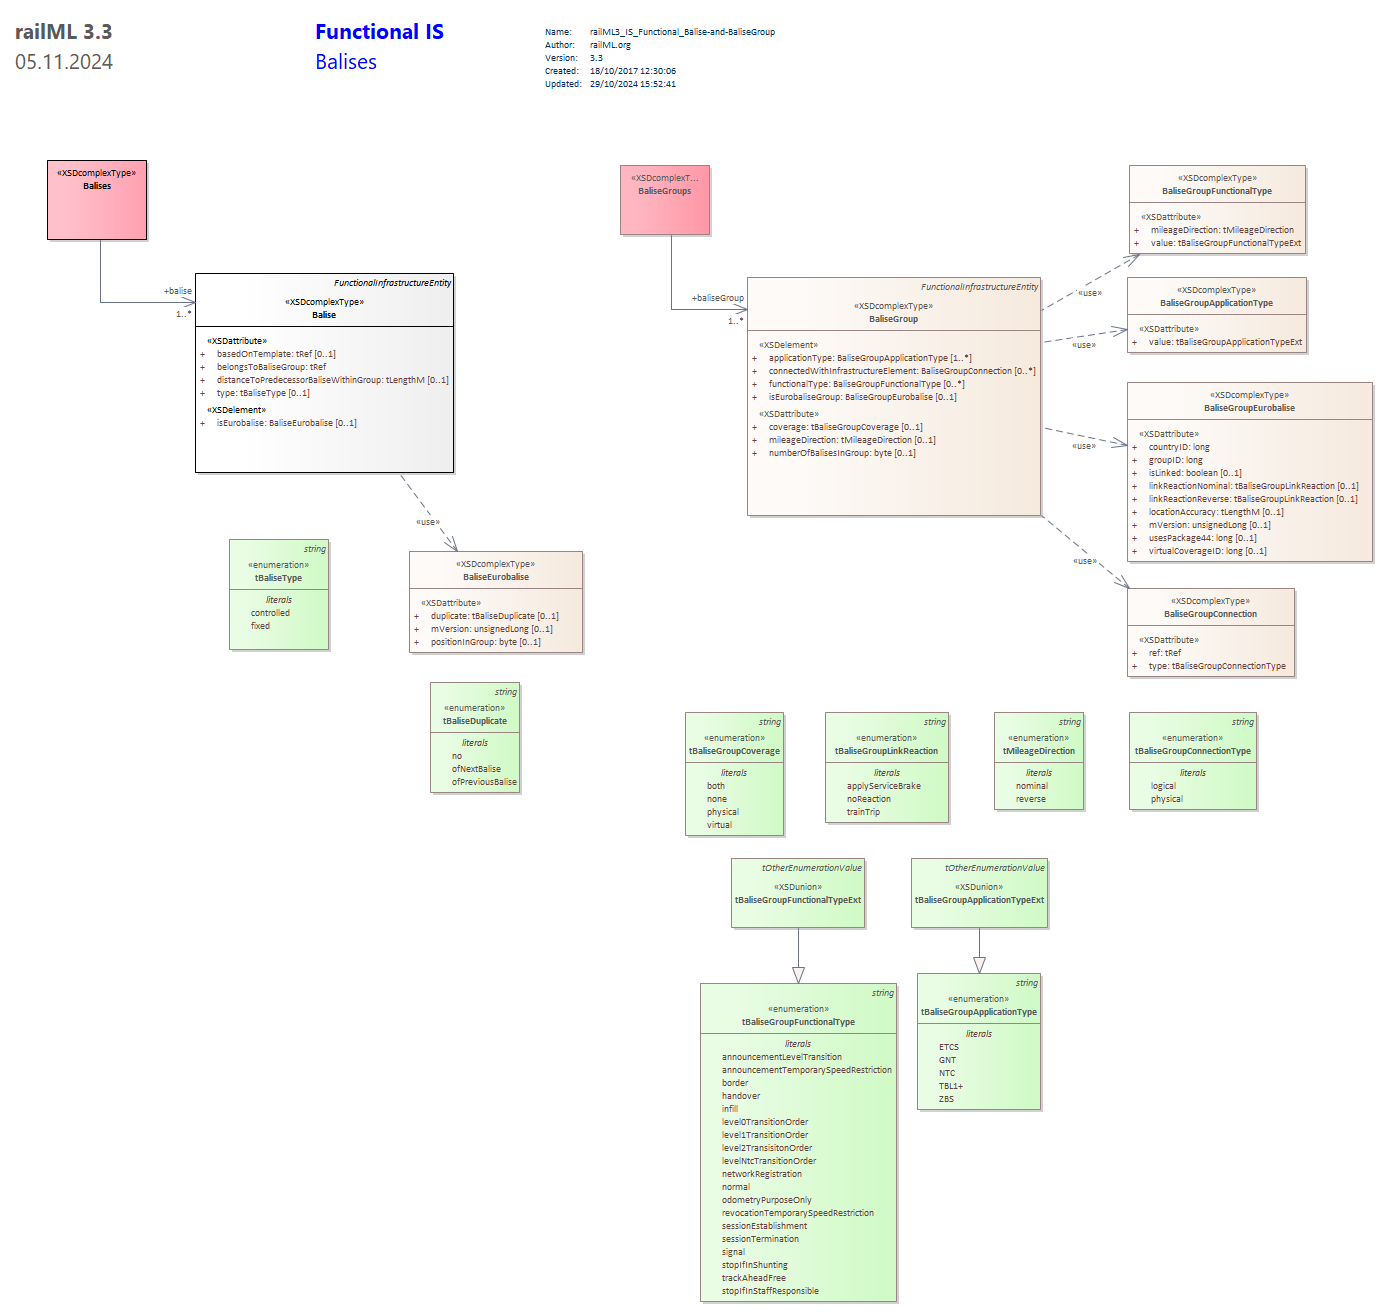 railML 3.3
05.11.2024
Functional IS
Balises
Name: railML3_IS_Functional_Balise-and-BaliseGroup
Author: railML.org
Version: 3.3
Created: 18/10/2017 12:30:06
Updated: 29/10/2024 15:52:41
«XSDcomplexType»
Balises
+balise
1..*
FunctionalInfrastructureEntity
«XSDcomplexType»
Balise
«XSDattribute»
+ basedOnTemplate: tRef [0..1]
+ belongsToBaliseGroup: tRef
+ distanceToPredecessorBaliseWithinGroup: tLengthM [0..1]
+ type: tBaliseType [0..1]
«XSDelement»
+ isEurobalise: BaliseEurobalise [0..1]
«use»
string
«enumeration»
tBaliseType
literals
controlled
fixed
«XSDcomplexType»
BaliseEurobalise
«XSDattribute»
+ duplicate: tBaliseDuplicate [0..1]
+ mVersion: unsignedLong [0..1]
+ positionInGroup: byte [0..1]
string
«enumeration»
tBaliseDuplicate
literals
no
ofNextBalise
ofPreviousBalise
«XSDcomplexT...
BaliseGroups
+baliseGroup
1..*
FunctionalInfrastructureEntity
«XSDcomplexType»
BaliseGroup
«XSDelement»
+ applicationType: BaliseGroupApplicationType [1..*]
+ connectedWithInfrastructureElement: BaliseGroupConnection [0..*]
+ functionalType: BaliseGroupFunctionalType [0..*]
+ isEurobaliseGroup: BaliseGroupEurobalise [0..1]
«XSDattribute»
+ coverage: tBaliseGroupCoverage [0..1]
+ mileageDirection: tMileageDirection [0..1]
+ numberOfBalisesInGroup: byte [0..1]
«use»
«use»
«use»
«use»
«XSDcomplexType»
BaliseGroupFunctionalType
«XSDattribute»
+ mileageDirection: tMileageDirection
+ value: tBaliseGroupFunctionalTypeExt
«XSDcomplexType»
BaliseGroupApplicationType
«XSDattribute»
+ value: tBaliseGroupApplicationTypeExt
«XSDcomplexType»
BaliseGroupEurobalise
«XSDattribute»
+ countryID: long
+ groupID: long
+ isLinked: boolean [0..1]
+ linkReactionNominal: tBaliseGroupLinkReaction [0..1]
+ linkReactionReverse: tBaliseGroupLinkReaction [0..1]
+ locationAccuracy: tLengthM [0..1]
+ mVersion: unsignedLong [0..1]
+ usesPackage44: long [0..1]
+ virtualCoverageID: long [0..1]
«XSDcomplexType»
BaliseGroupConnection
«XSDattribute»
+ ref: tRef
+ type: tBaliseGroupConnectionType
string
«enumeration»
tBaliseGroupCoverage
literals
both
none
physical
virtual
string
«enumeration»
tBaliseGroupLinkReaction
literals
applyServiceBrake
noReaction
trainTrip
string
«enumeration»
tMileageDirection
literals
nominal
reverse
string
«enumeration»
tBaliseGroupConnectionType
literals
logical
physical
tOtherEnumerationValue
«XSDunion»
tBaliseGroupFunctionalTypeExt
tOtherEnumerationValue
«XSDunion»
tBaliseGroupApplicationTypeExt
string
«enumeration»
tBaliseGroupFunctionalType
literals
announcementLevelTransition
announcementTemporarySpeedRestriction
border
handover
infill
level0TransitionOrder
level1TransitionOrder
level2TransisitonOrder
levelNtcTransitionOrder
networkRegistration
normal
odometryPurposeOnly
revocationTemporarySpeedRestriction
sessionEstablishment
sessionTermination
signal
stopIfInShunting
trackAheadFree
stopIfInStaffResponsible
string
«enumeration»
tBaliseGroupApplicationType
literals
ETCS
GNT
NTC
TBL1+
ZBS